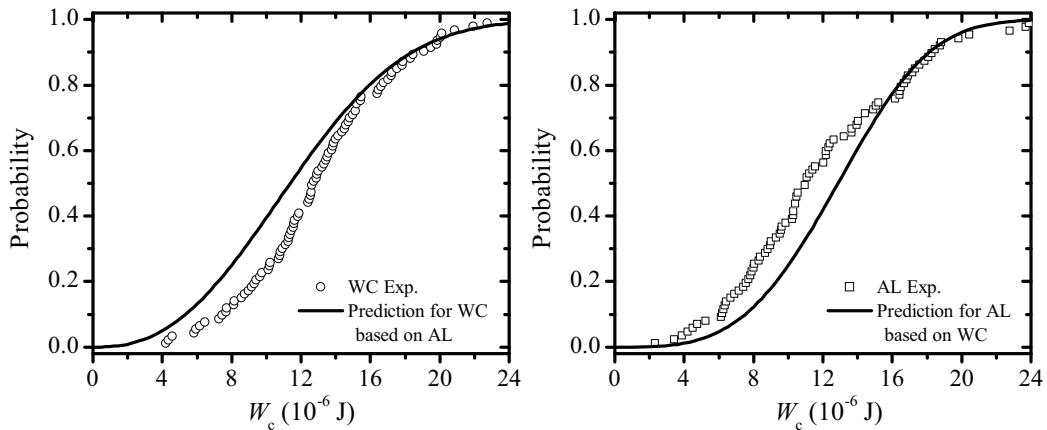 1.0
0.8
0.6
0.4
0.2
0.0
Probability
WC Exp.
Prediction for WC
based on AL
0 4 8 12 16 20 24
W_c (10^-6 J)
1.0
0.8
0.6
0.4
0.2
0.0
Probability
AL Exp.
Prediction for AL
based on WC
0 4 8 12 16 20 24
W_c (10^-6 J)